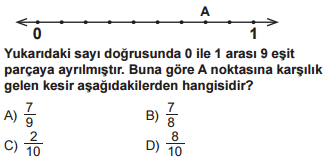 A
0 1
Yukarıdaki sayı doğrusunda 0 ile 1 arası 9 eşit
parçaya ayrılmıştır. Buna göre A noktasına karşılık
gelen kesir aşağıdakilerden hangisidir?
A) 7/9 B) 7/8
C) 2/10 D) 8/10